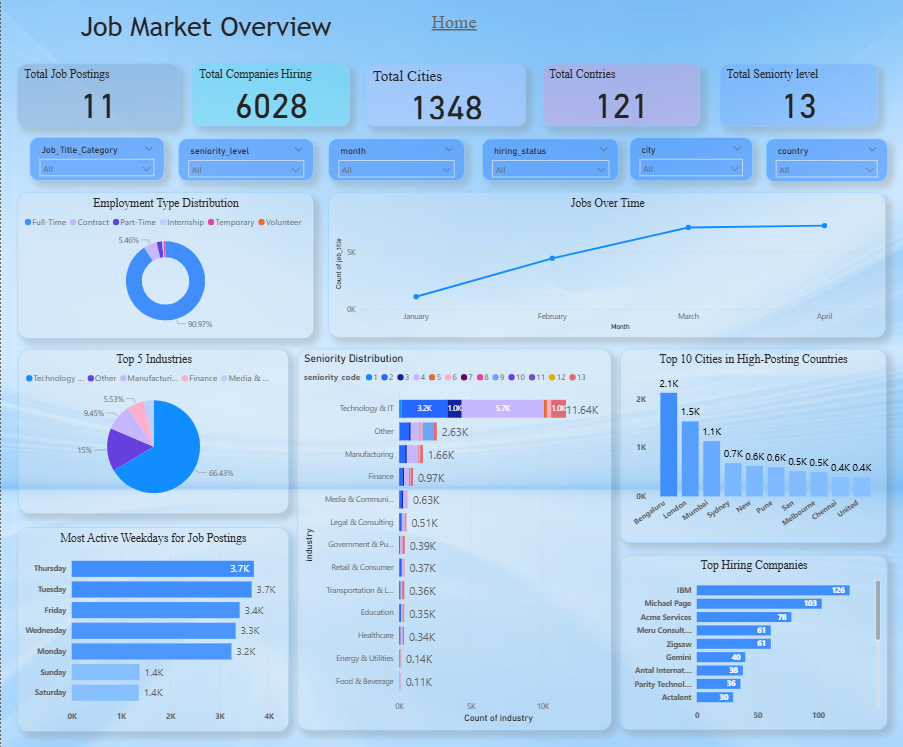 Job Market Overview
Home
Total Job Postings
11
Total Companies Hiring
6028
Total Cities
1348
Total Contries
121
Total Seniorty level
13
Job_Title_Category
All
seniority_level
All
month
All
hiring_status
All
city
All
country
All
Employment Type Distribution
Full-Time Contract Part-Time Internship Temporary Volunteer
5.46%
90.97%
Jobs Over Time
Count of job_title
5K
0K
January February March April
Month
Top 5 Industries
Technology ... Other Manufacturi... Finance Media & ...
5.53%
9.45%
15%
66.43%
Seniority Distribution
seniority_code 1 2 3 4 5 6 7 8 9 10 11 12 13
industry
Technology & IT 3.2K 1.0K 5.7K 1.0K 11.64K
Other 2.63K
Manufacturing 1.66K
Finance 0.97K
Media & Communi... 0.63K
Legal & Consulting 0.51K
Government & Pu... 0.39K
Retail & Consumer 0.37K
Transportation & L... 0.36K
Education 0.35K
Healthcare 0.34K
Energy & Utilities 0.14K
Food & Beverage 0.11K
0K 5K 10K
Count of industry
Top 10 Cities in High-Posting Countries
2K
1K
0K
2.1K 1.5K 1.1K 0.7K 0.6K 0.6K 0.5K 0.5K 0.4K 0.4K
Bengaluru London Mumbai Sydney New Pune San Melbourne Chennai United
Most Active Weekdays for Job Postings
Thursday 3.7K
Tuesday 3.7K
Friday 3.4K
Wednesday 3.3K
Monday 3.2K
Sunday 1.4K
Saturday 1.4K
0K 1K 2K 3K 4K
Top Hiring Companies
IBM 126
Michael Page 103
Acme Services 78
Meru Consult... 61
Zigsaw 61
Gemini 40
Antal Internat... 38
Parity Technol... 36
Actalent 30
0 50 100